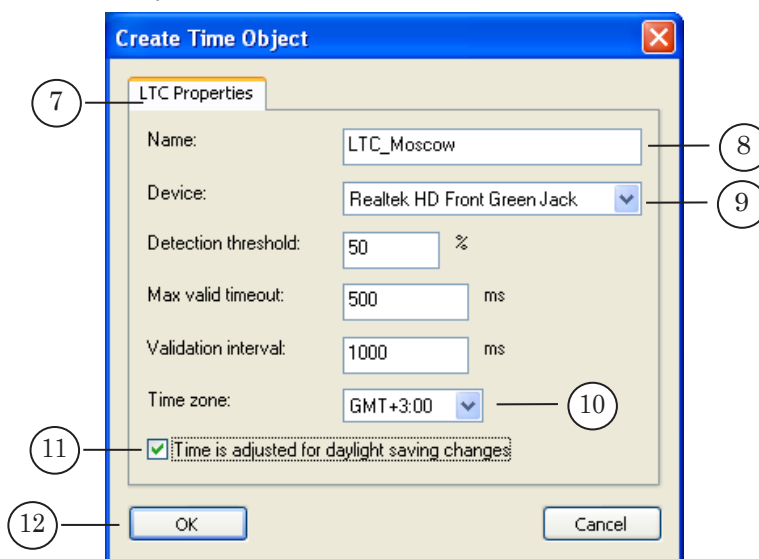 Create Time Object
7 LTC Properties
Name: LTC_Moscow 8
Device: Realtek HD Front Green Jack 9
Detection threshold: 50 %
Max valid timeout: 500 ms
Validation interval: 1000 ms
Time zone: GMT+3:00 10
11 Time is adjusted for daylight saving changes
12 OK Cancel